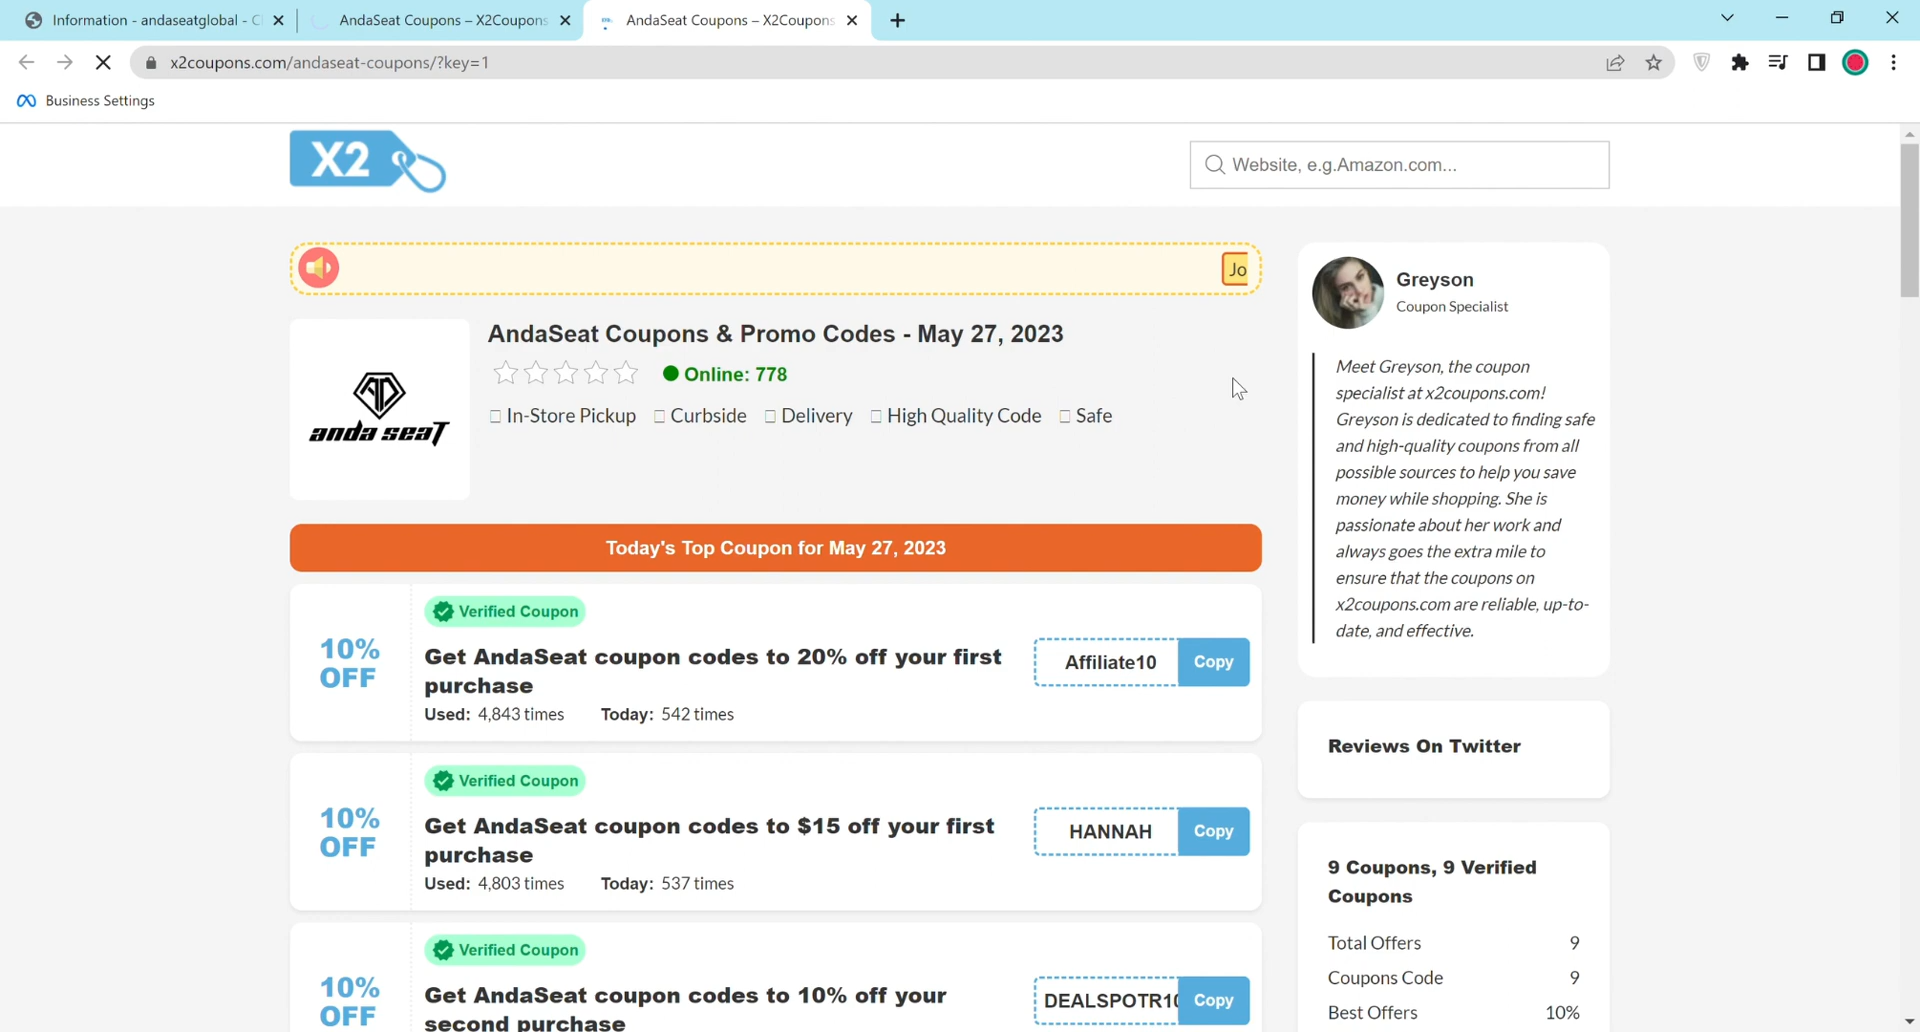 Information - andaseatglobal - C
AndaSeat Coupons – X2Coupons
AndaSeat Coupons – X2Coupons
x2coupons.com/andaseat-coupons/?key=1
Business Settings
X2
Website, e.g.Amazon.com...
Jo
AndaSeat Coupons & Promo Codes - May 27, 2023
Online: 778
In-Store Pickup Curbside Delivery High Quality Code Safe
anda seaT
Today's Top Coupon for May 27, 2023
Verified Coupon
10%
OFF
Get AndaSeat coupon codes to 20% off your first
purchase
Used: 4,843 times Today: 542 times
Affiliate10 Copy
Verified Coupon
10%
OFF
Get AndaSeat coupon codes to $15 off your first
purchase
Used: 4,803 times Today: 537 times
HANNAH Copy
Verified Coupon
10%
OFF
Get AndaSeat coupon codes to 10% off your
second purchase
DEALSPOTR10 Copy
Greyson
Coupon Specialist
Meet Greyson, the coupon
specialist at x2coupons.com!
Greyson is dedicated to finding safe
and high-quality coupons from all
possible sources to help you save
money while shopping. She is
passionate about her work and
always goes the extra mile to
ensure that the coupons on
x2coupons.com are reliable, up-to-
date, and effective.
Reviews On Twitter
9 Coupons, 9 Verified
Coupons
Total Offers 9
Coupons Code 9
Best Offers 10%